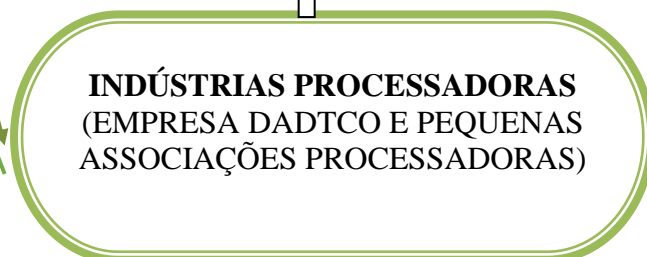 INDÚSTRIAS PROCESSADORAS
(EMPRESA DADTCO E PEQUENAS
ASSOCIAÇÕES PROCESSADORAS)